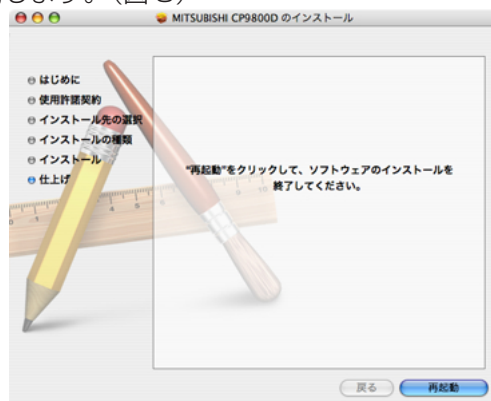 します。
MITSUBISHI CP9800D のインストール
はじめに
使用許諾契約
インストール先の選択
インストールの種類
インストール
仕上げ
“再起動”をクリックして、ソフトウェアのインストールを
終了してください。
戻る
再起動